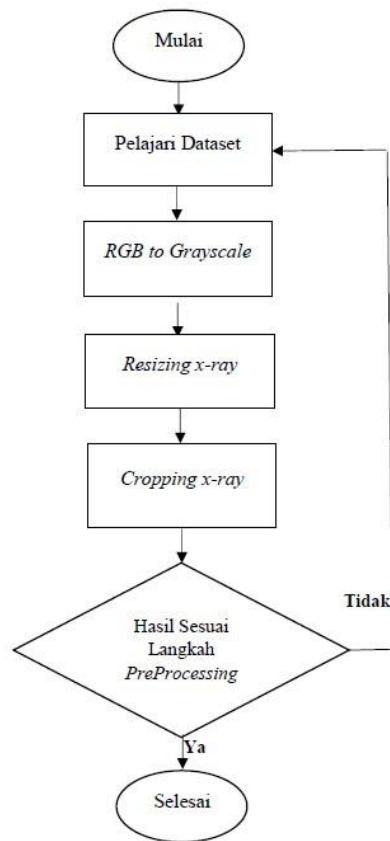 Mulai
Pelajari Dataset
RGB to Grayscale
Resizing x-ray
Cropping x-ray
Tidak
Hasil Sesuai
Langkah
PreProcessing
Ya
Selesai